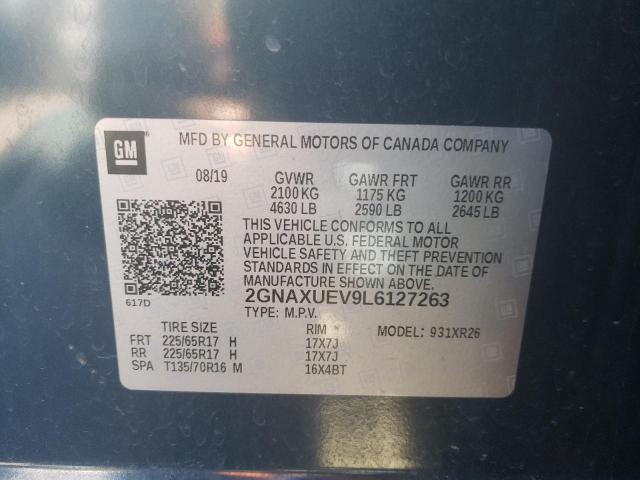 GM
MFD BY GENERAL MOTORS OF CANADA COMPANY
08/19 GVWR GAWR FRT GAWR RR
2100 KG 1175 KG 1200 KG
4630 LB 2590 LB 2645 LB
THIS VEHICLE CONFORMS TO ALL
APPLICABLE U.S. FEDERAL MOTOR
VEHICLE SAFETY AND THEFT PREVENTION
STANDARDS IN EFFECT ON THE DATE OF
MANUFACTURE SHOWN ABOVE.
617D
2GNAXUEV9L6127263
TYPE: M.P.V.
TIRE SIZE RIM MODEL: 931XR26
FRT 225/65R17 H 17X7J
RR 225/65R17 H 17X7J
SPA T135/70R16 M 16X4BT